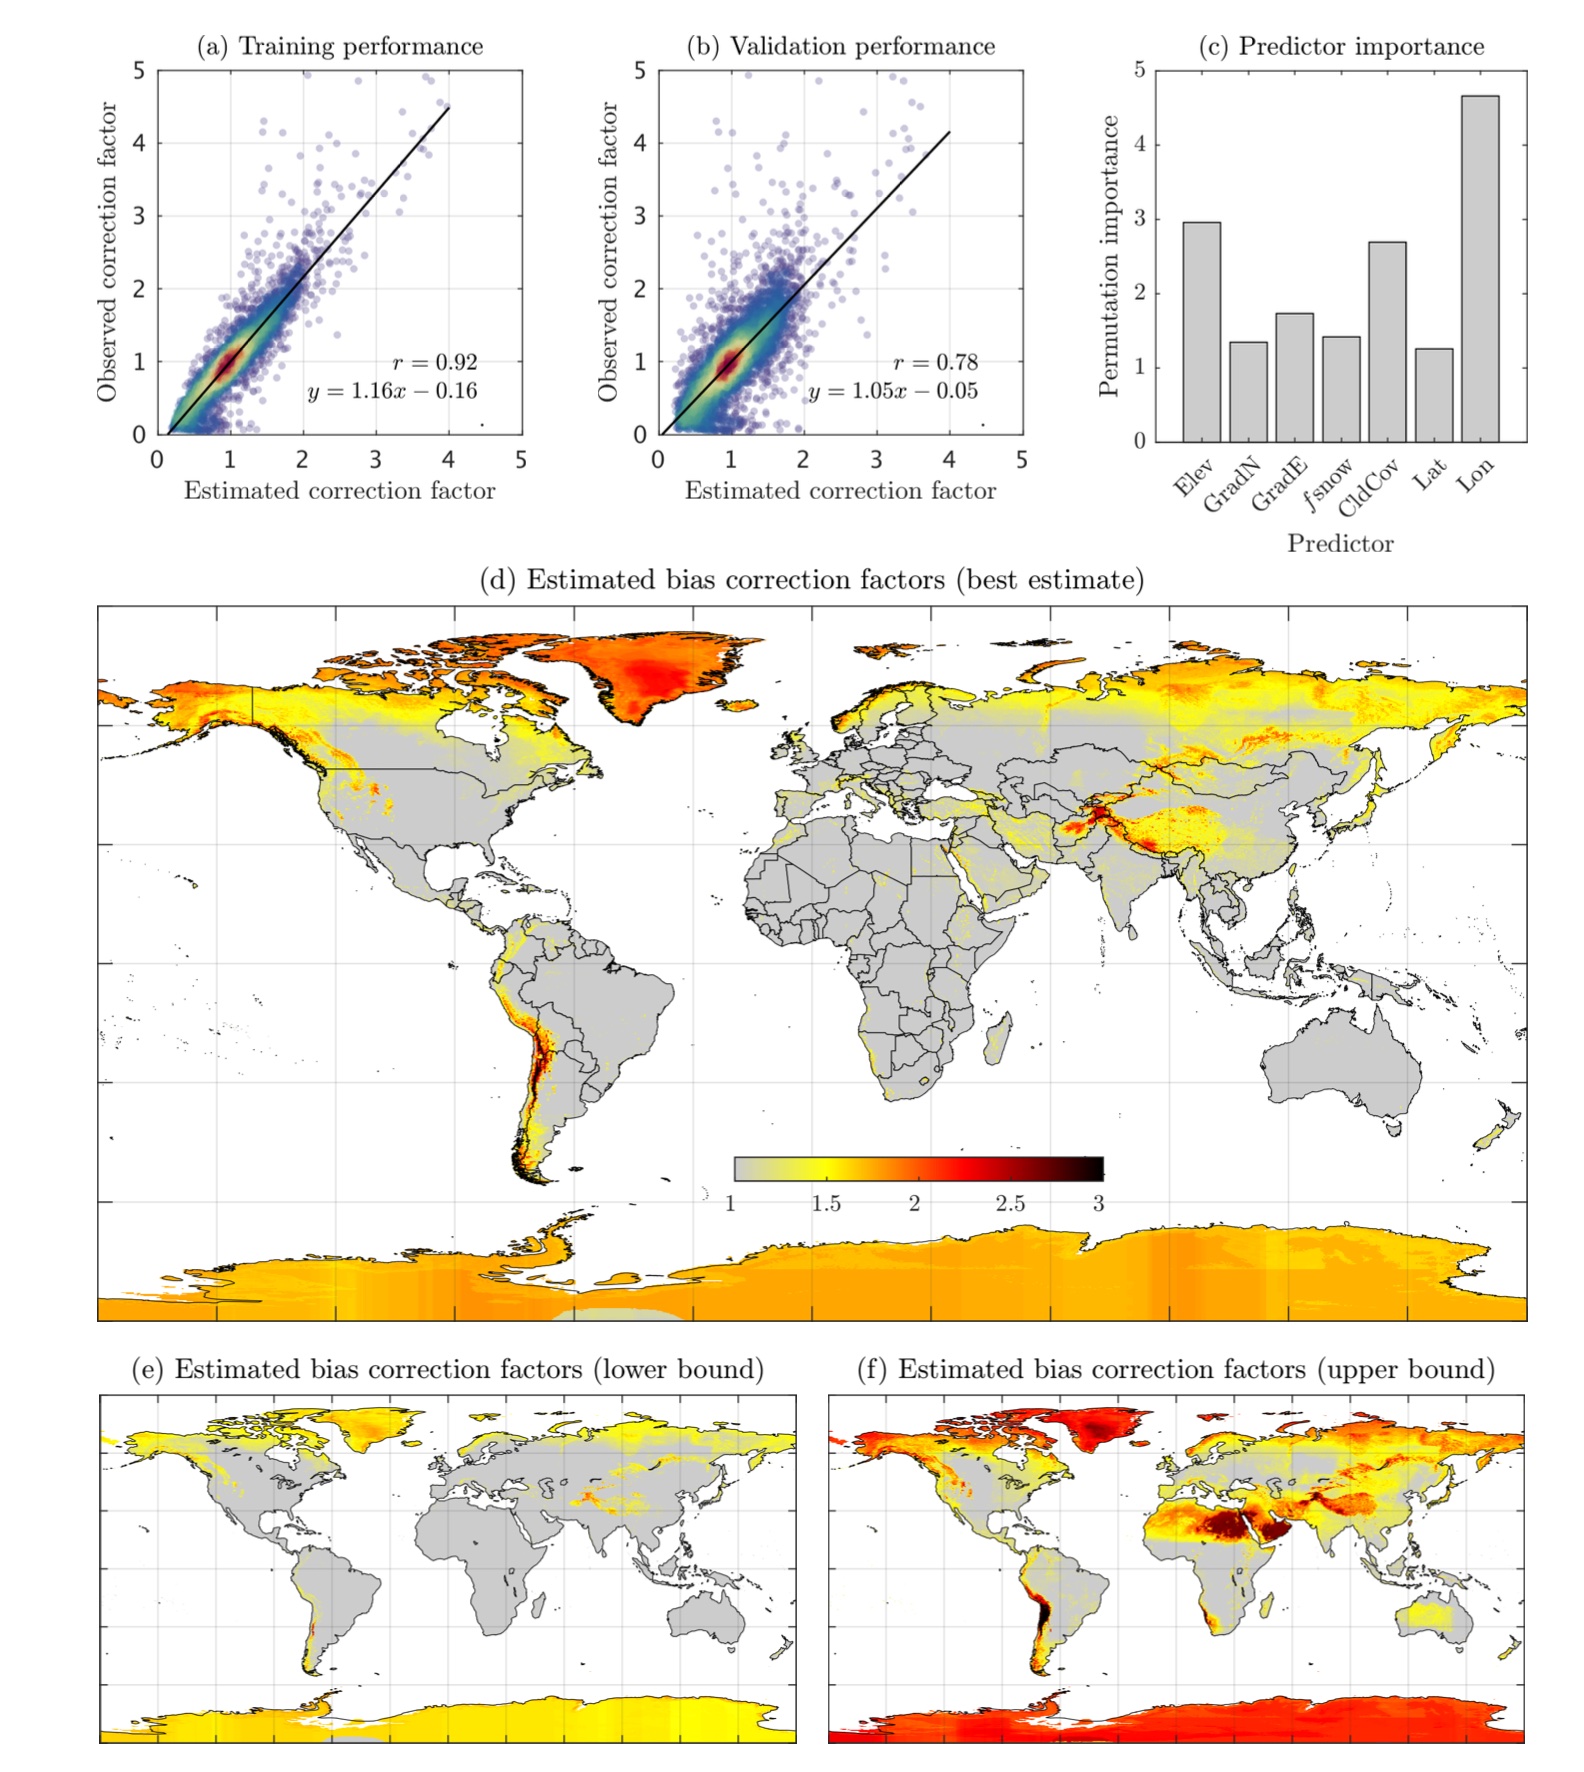 (a) Training performance
5
4
3
2
1
0
0 1 2 3 4 5
Observed correction factor
Estimated correction factor
r = 0.92
y = 1.16x − 0.16
(b) Validation performance
5
4
3
2
1
0
0 1 2 3 4 5
Observed correction factor
Estimated correction factor
r = 0.78
y = 1.05x − 0.05
(c) Predictor importance
5
4
3
2
1
0
Permutation importance
Elev GradN GradE fsnow CldCov Lat Lon
Predictor
(d) Estimated bias correction factors (best estimate)
1 1.5 2 2.5 3
(e) Estimated bias correction factors (lower bound)
(f) Estimated bias correction factors (upper bound)